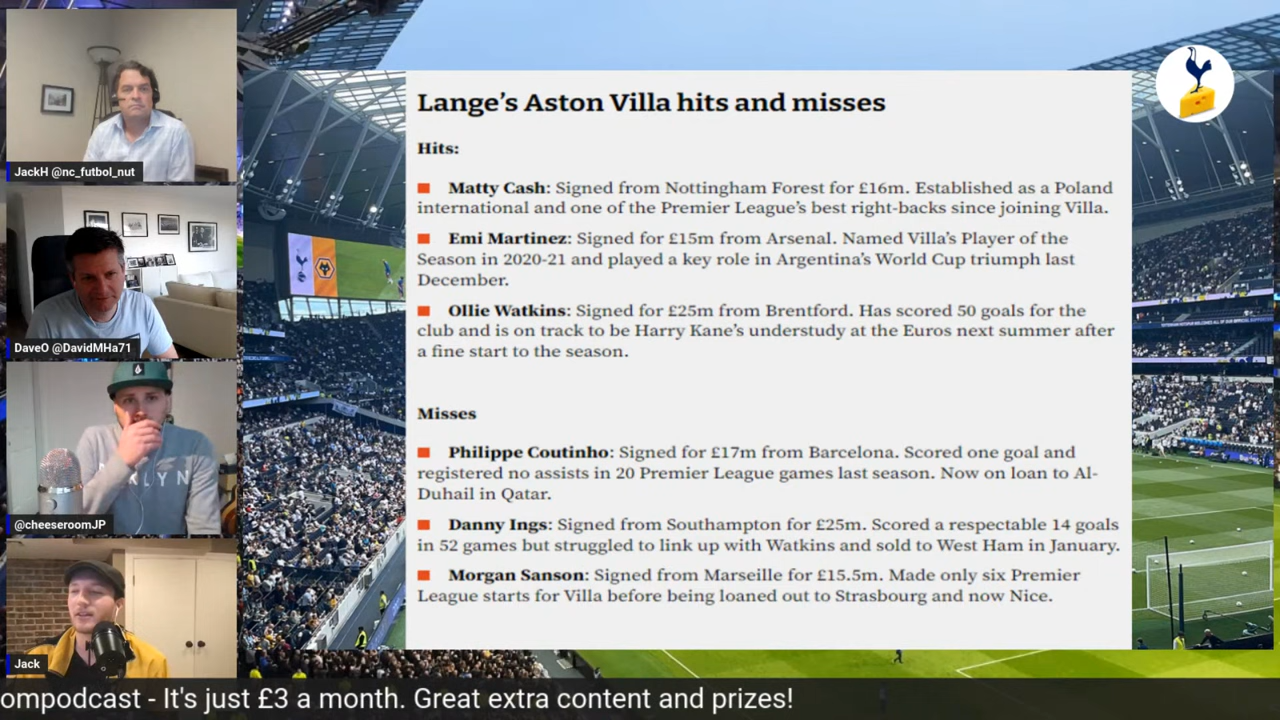 Lange's Aston Villa hits and misses
Hits:
Matty Cash: Signed from Nottingham Forest for £16m. Established as a Poland
international and one of the Premier League's best right-backs since joining Villa.
Emi Martinez: Signed for £15m from Arsenal. Named Villa's Player of the
Season in 2020-21 and played a key role in Argentina's World Cup triumph last
December.
Ollie Watkins: Signed for £25m from Brentford. Has scored 50 goals for the
club and is on track to be Harry Kane's understudy at the Euros next summer after
a fine start to the season.
Misses
Philippe Coutinho: Signed for £17m from Barcelona. Scored one goal and
registered no assists in 20 Premier League games last season. Now on loan to Al-
Duhail in Qatar.
Danny Ings: Signed from Southampton for £25m. Scored a respectable 14 goals
in 52 games but struggled to link up with Watkins and sold to West Ham in January.
Morgan Sanson: Signed from Marseille for £15.5m. Made only six Premier
League starts for Villa before being loaned out to Strasbourg and now Nice.
JackH @nc_futbol_nut
DaveO @DavidMHa71
KLYN
@cheeseroomJP
Jack
ompodcast - It's just £3 a month. Great extra content and prizes!